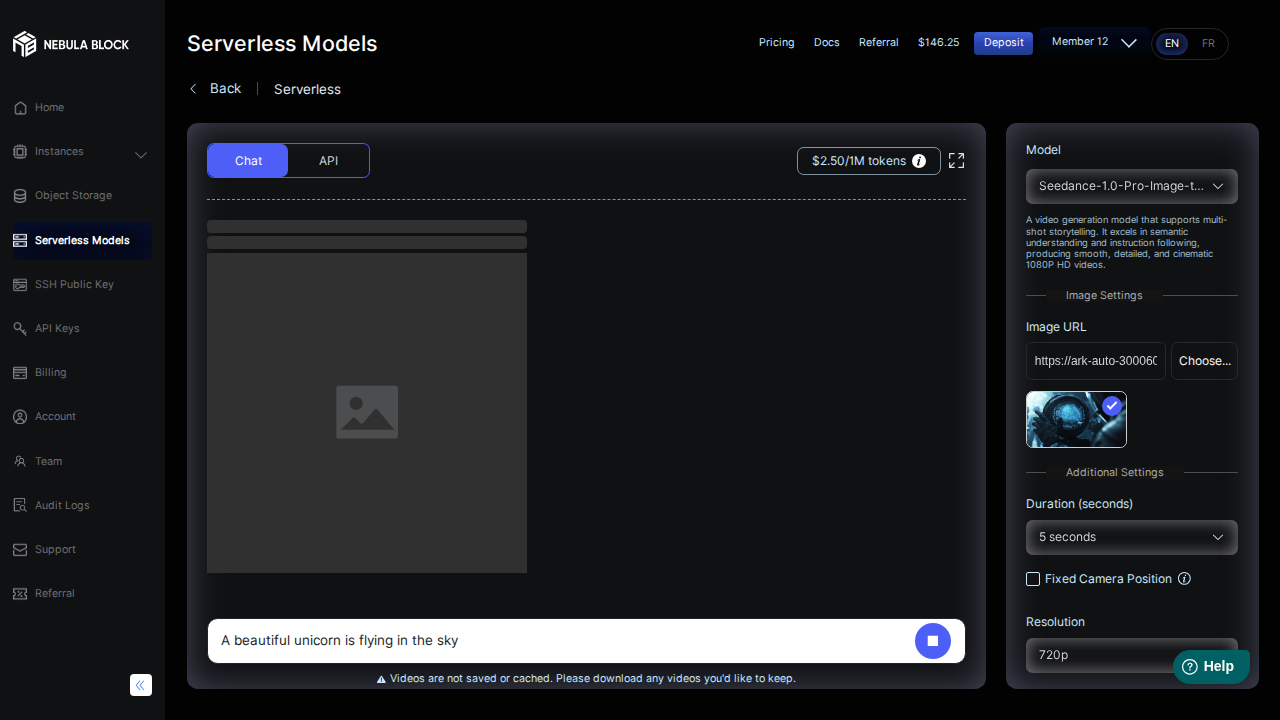 NEBULA BLOCK
Home
Instances
Object Storage
Serverless Models
SSH Public Key
API Keys
Billing
Account
Team
Audit Logs
Support
Referral
Serverless Models
Pricing
Docs
Referral
$146.25
Deposit
Member 12
EN
FR
Back
Serverless
Chat
API
$2.50/1M tokens
A beautiful unicorn is flying in the sky
Videos are not saved or cached. Please download any videos you'd like to keep.
Model
Seedance-1.0-Pro-Image-t...
A video generation model that supports multi-
shot storytelling. It excels in semantic
understanding and instruction following,
producing smooth, detailed, and cinematic
1080P HD videos.
Image Settings
Image URL
https://ark-auto-300060
Choose...
Additional Settings
Duration (seconds)
5 seconds
Fixed Camera Position
Resolution
720p
Help